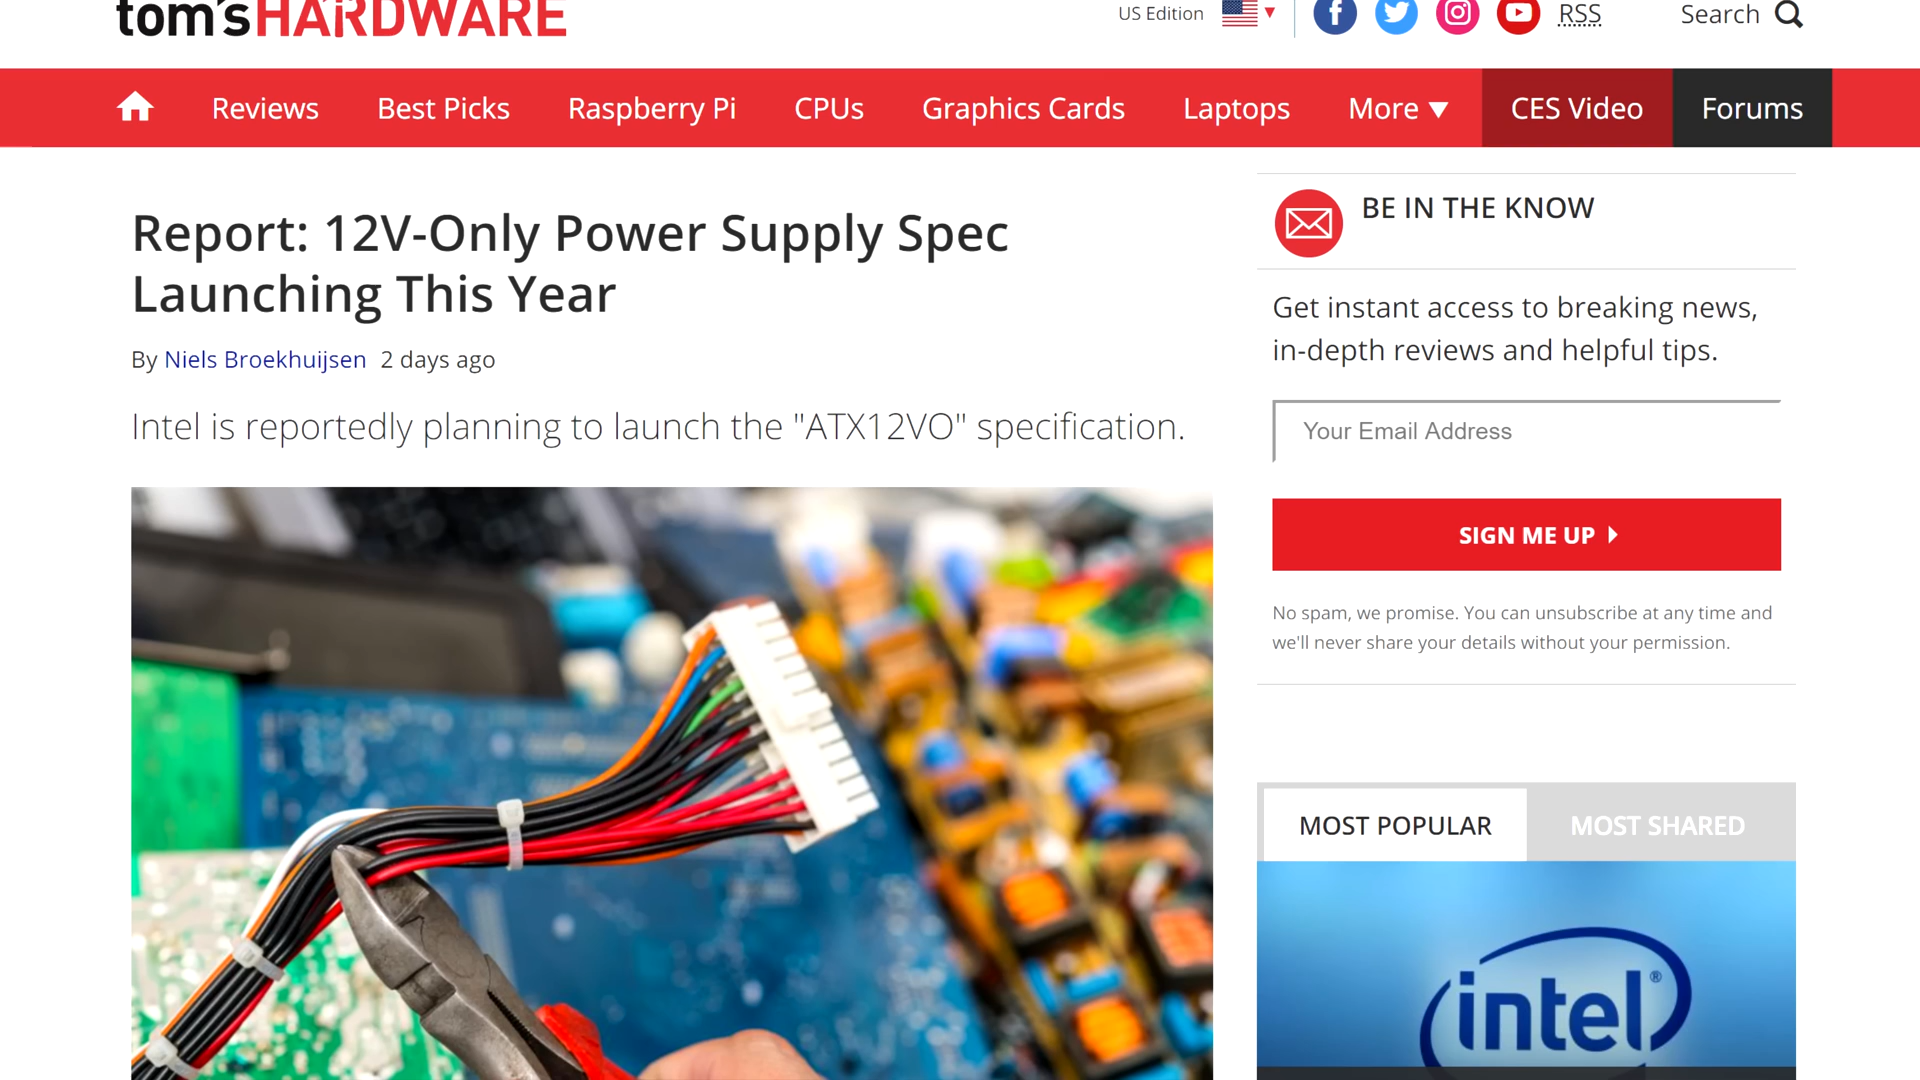 tom's HARDWARE
US Edition
RSS
Search
Reviews
Best Picks
Raspberry Pi
CPUs
Graphics Cards
Laptops
More
CES Video
Forums
Report: 12V-Only Power Supply Spec
Launching This Year
By Niels Broekhuijsen 2 days ago
Intel is reportedly planning to launch the "ATX12VO" specification.
BE IN THE KNOW
Get instant access to breaking news,
in-depth reviews and helpful tips.
Your Email Address
SIGN ME UP
No spam, we promise. You can unsubscribe at any time and
we'll never share your details without your permission.
MOST POPULAR
MOST SHARED
intel®